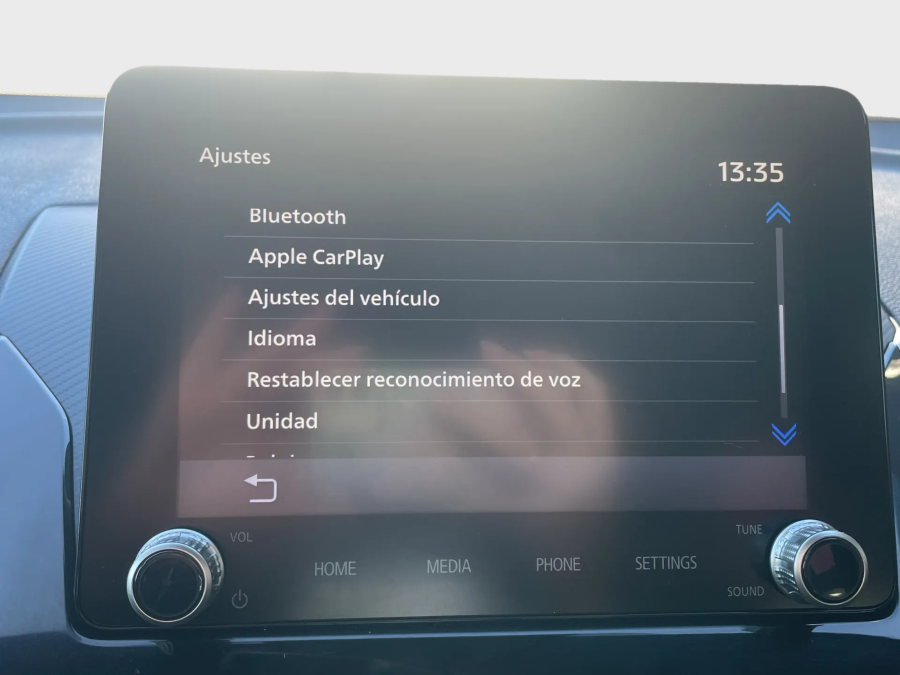 Ajustes
13:35
Bluetooth
Apple CarPlay
Ajustes del vehículo
Idioma
Restablecer reconocimiento de voz
Unidad
VOL
HOME
MEDIA
PHONE
SETTINGS
TUNE
SOUND